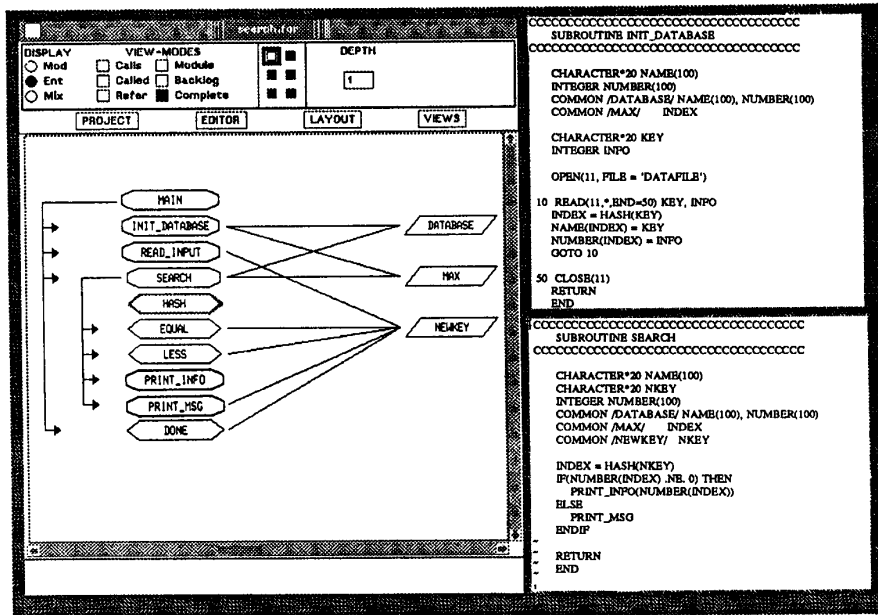 search.for
DISPLAY VIEW-MODES DEPTH
Mod Calls Module
Ent Called Backlog 1
Mix Refer Complete
PROJECT EDITOR LAYOUT VIEWS
MAIN
INIT_DATABASE DATABASE
READ_INPUT
SEARCH MAX
HASH
EQUAL NEWKEY
LESS
PRINT_INFO
PRINT_MSG
DONE
CCCCCCCCCCCCCCCCCCCCCCCCCCCCCCCCCCC
SUBROUTINE INIT_DATABASE
CCCCCCCCCCCCCCCCCCCCCCCCCCCCCCCCCCC
CHARACTER*20 NAME(100)
INTEGER NUMBER(100)
COMMON /DATABASE/ NAME(100), NUMBER(100)
COMMON /MAX/ INDEX
CHARACTER*20 KEY
INTEGER INFO
OPEN(11, FILE = 'DATAFILE')
10 READ(11,*,END=50) KEY, INFO
INDEX = HASH(KEY)
NAME(INDEX) = KEY
NUMBER(INDEX) = INFO
GOTO 10
50 CLOSE(11)
RETURN
END
CCCCCCCCCCCCCCCCCCCCCCCCCCCCCCCCCCC
SUBROUTINE SEARCH
CCCCCCCCCCCCCCCCCCCCCCCCCCCCCCCCCCC
CHARACTER*20 NAME(100)
CHARACTER*20 NKEY
INTEGER NUMBER(100)
COMMON /DATABASE/ NAME(100), NUMBER(100)
COMMON /MAX/ INDEX
COMMON /NEWKEY/ NKEY
INDEX = HASH(NKEY)
IF(NUMBER(INDEX) .NE. 0) THEN
PRINT_INFO(NUMBER(INDEX))
ELSE
PRINT_MSG
ENDIF
~
~ RETURN
~ END
~